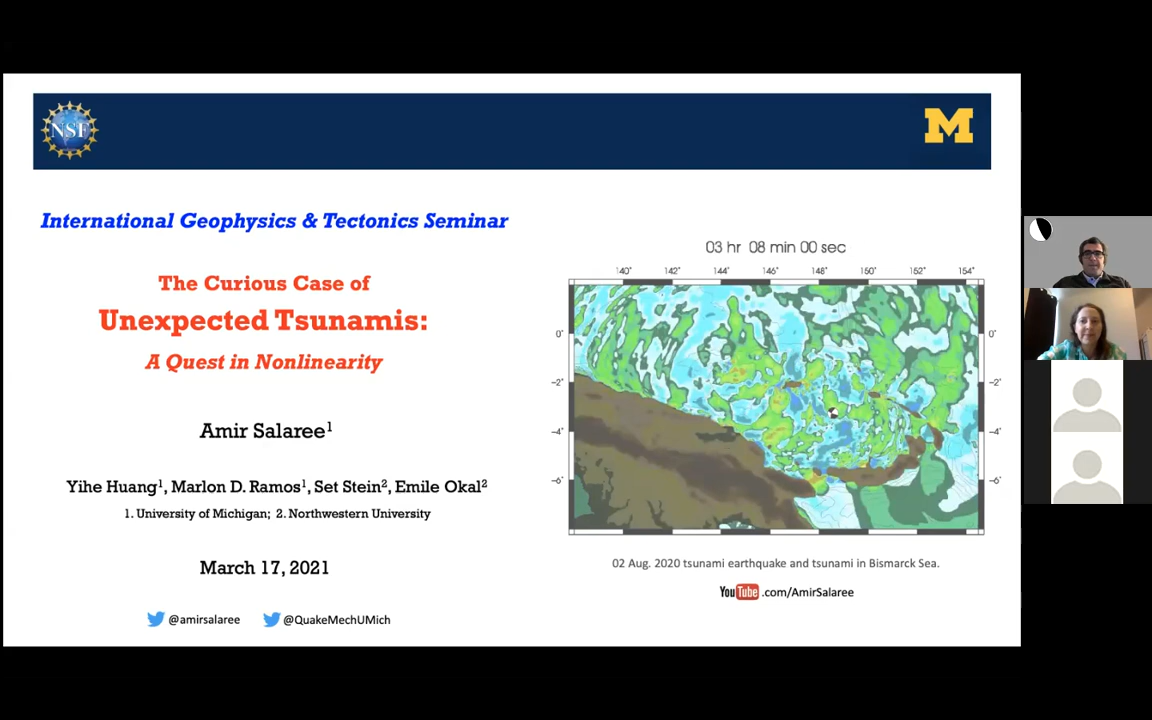 NSF
M
International Geophysics & Tectonics Seminar
The Curious Case of
Unexpected Tsunamis:
A Quest in Nonlinearity
Amir Salaree1
Yihe Huang1, Marlon D. Ramos1, Set Stein2, Emile Okal2
1. University of Michigan; 2. Northwestern University
March 17, 2021
@amirsalaree @QuakeMechUMich
03 hr 08 min 00 sec
140° 142° 144° 146° 148° 150° 152° 154°
0° 0°
−2° −2°
−4° −4°
−6° −6°
02 Aug. 2020 tsunami earthquake and tsunami in Bismarck Sea.
YouTube.com/AmirSalaree